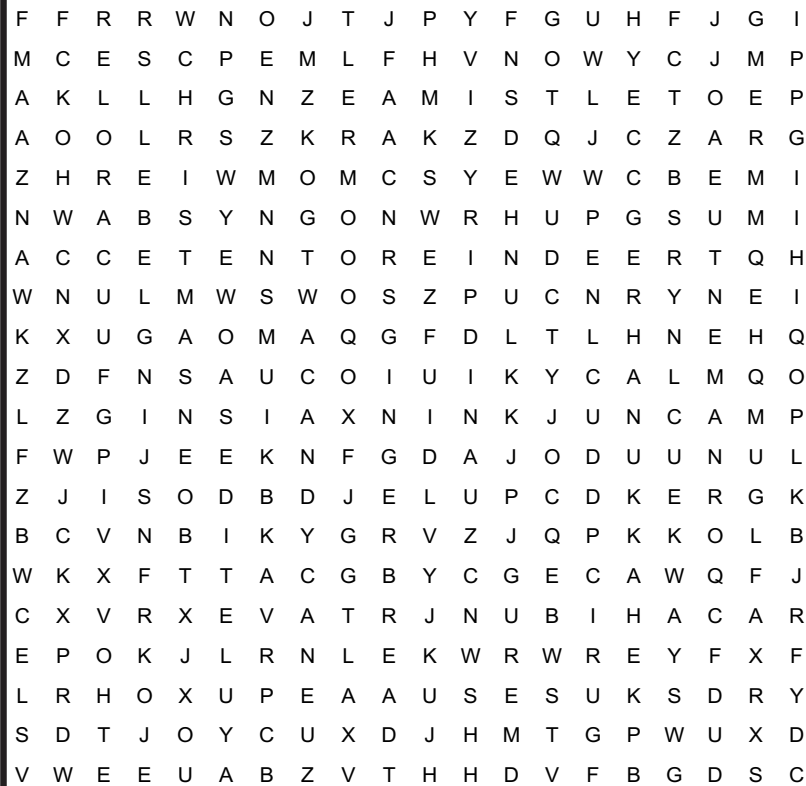 F F R R W N O J T J P Y F G U H F J G I
M C E S C P E M L F H V N O W Y C J M P
A K L L H G N Z E A M I S T L E T O E P
A O O L R S Z K R A K Z D Q J C Z A R G
Z H R E I W M O M C S Y E W W C B E M I
N W A B S Y N G O N W R H U P G S U M I
A C C E T E N T O R E I N D E E R T Q H
W N U L M W S W O S Z P U C N R Y N E I
K X U G A O M A Q G F D L T L H N E H Q
Z D F N S A U C O I U I K Y C A L M Q O
L Z G I N S I A X N I N K J U N C A M P
F W P J E E K N F G D A J O D U U N U L
Z J I S O D B D J E L U P C D K E R G K
B C V N B I K Y G R V Z J Q P K K O L B
W K X F T T A C G B Y C G E C A W Q F J
C X V R X E V A T R J N U B I H A C A R
E P O K J L R N L E K W R W R E Y F X F
L R H O X U P E A A U S E S U K S D R Y
S D T J O Y C U X D J H M T G P W U X D
V W E E U A B Z V T H H D V F B G D S C